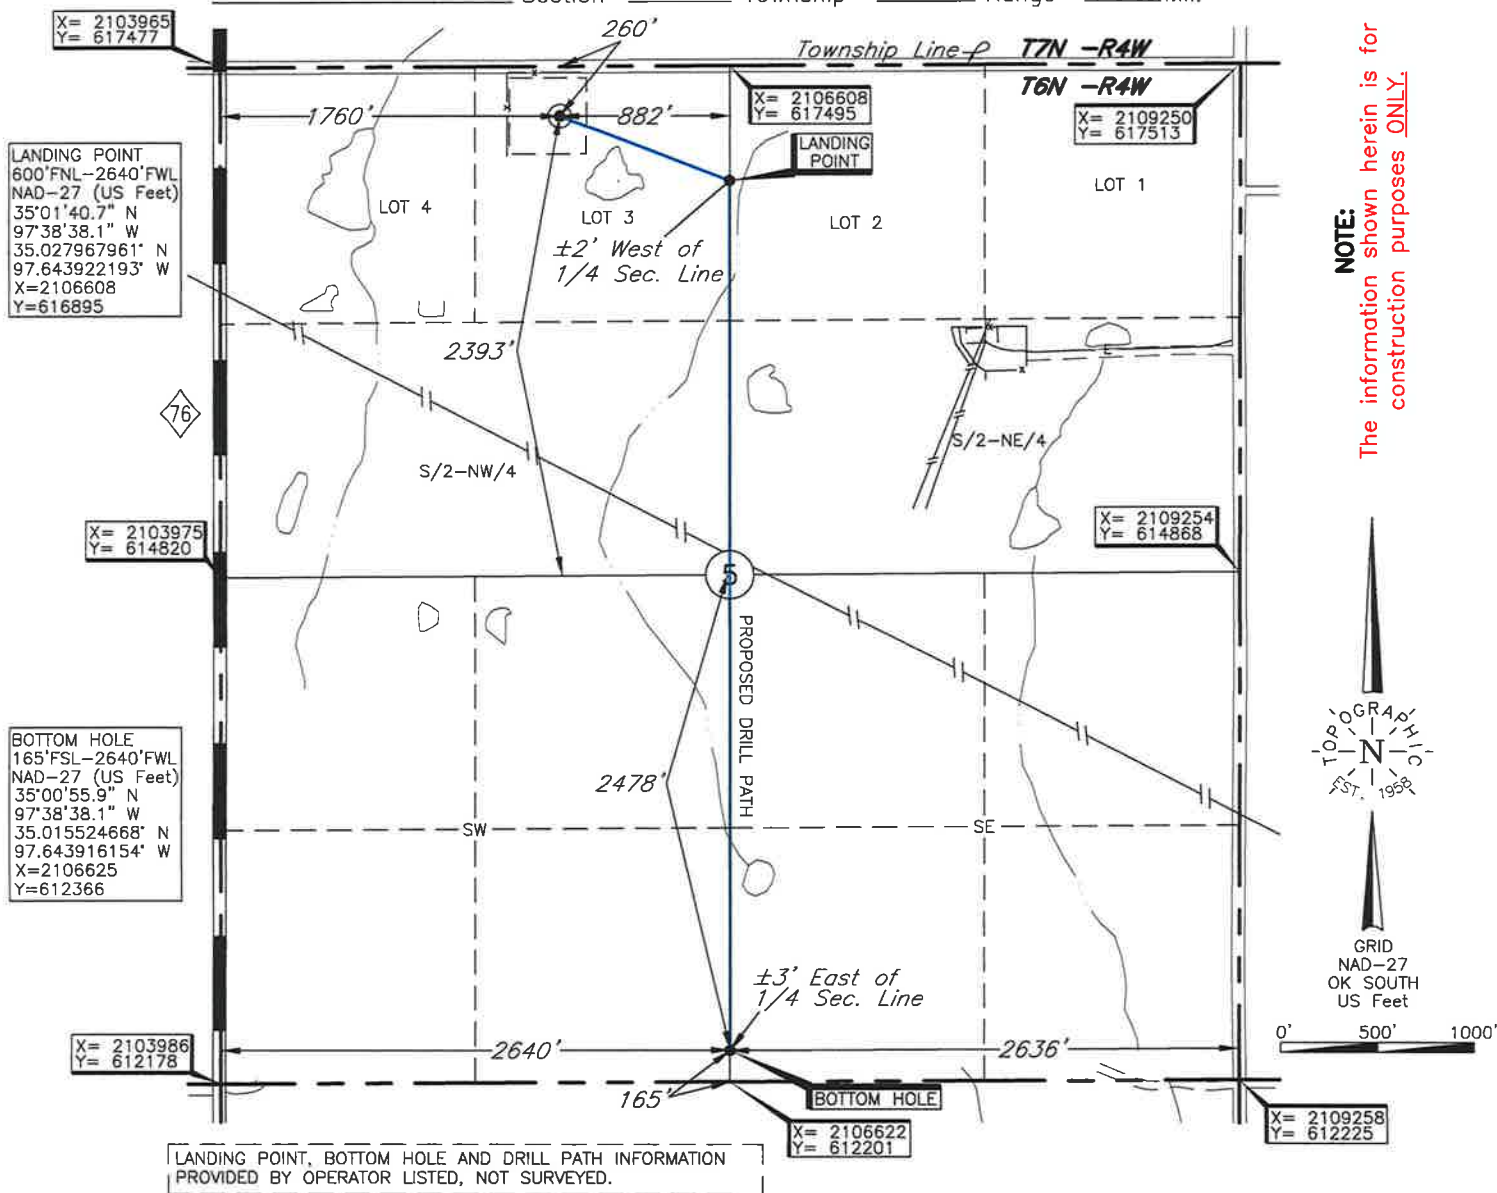 X= 2103965
Y= 617477
260'
Township Line
T7N -R4W
T6N -R4W
1760'
882'
X= 2106608
Y= 617495
X= 2109250
Y= 617513
LANDING
POINT
LANDING POINT
600'FNL-2640'FWL
NAD-27 (US Feet)
35°01'40.7" N
97°38'38.1" W
35.027967961° N
97.643922193° W
X=2106608
Y=616895
LOT 4
LOT 3
LOT 2
LOT 1
±2' West of
1/4 Sec. Line
NOTE:
The information shown herein is for
construction purposes ONLY.
2393'
E
76
S/2-NW/4
S/2-NE/4
X= 2103975
Y= 614820
X= 2109254
Y= 614868
5
PROPOSED DRILL PATH
TOPOGRAPHIC
N
EST. 1958
BOTTOM HOLE
165'FSL-2640'FWL
NAD-27 (US Feet)
35°00'55.9" N
97°38'38.1" W
35.015524668° N
97.643916154° W
X=2106625
Y=612366
2478'
SW
SE
±3' East of
1/4 Sec. Line
GRID
NAD-27
OK SOUTH
US Feet
0' 500' 1000'
X= 2103986
Y= 612178
2640'
2636'
165'
BOTTOM HOLE
X= 2106622
Y= 612201
X= 2109258
Y= 612225
LANDING POINT, BOTTOM HOLE AND DRILL PATH INFORMATION
PROVIDED BY OPERATOR LISTED, NOT SURVEYED.